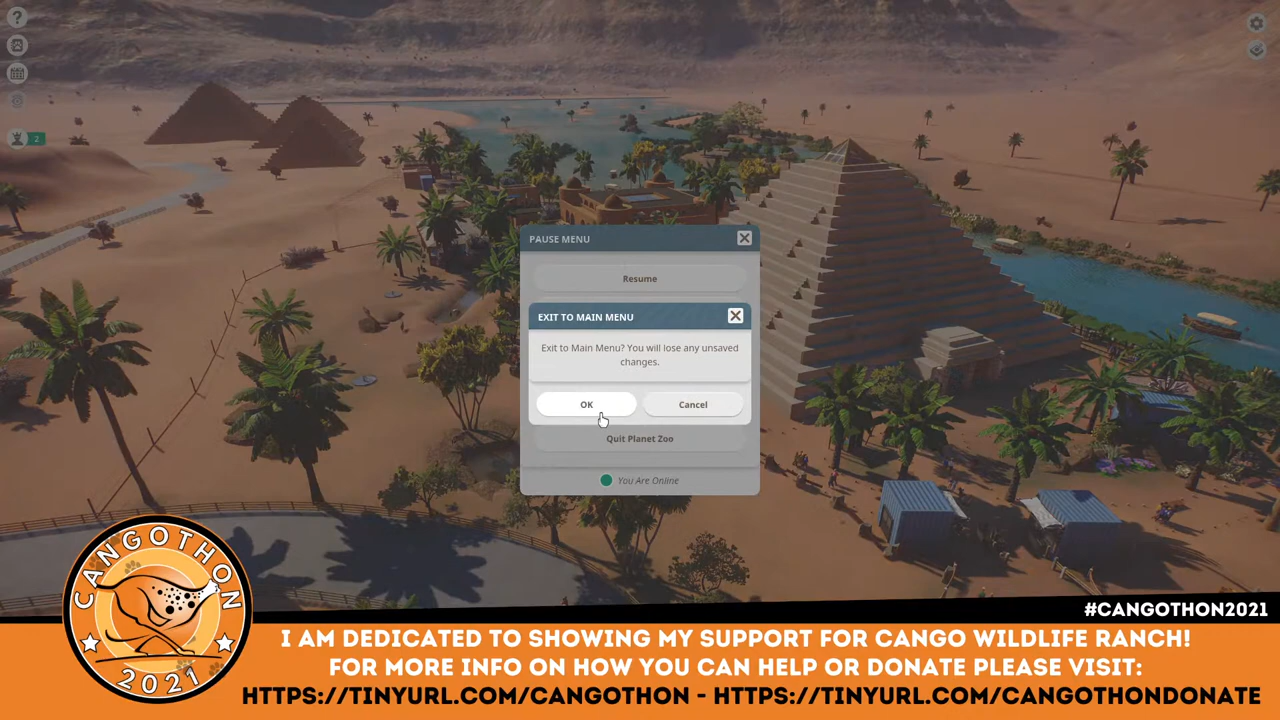 ?
2
PAUSE MENU
Resume
EXIT TO MAIN MENU
Exit to Main Menu? You will lose any unsaved
changes.
OK
Cancel
Quit Planet Zoo
You Are Online
CANGOTHON
2021
#CANGOTHON2021
I AM DEDICATED TO SHOWING MY SUPPORT FOR CANGO WILDLIFE RANCH!
FOR MORE INFO ON HOW YOU CAN HELP OR DONATE PLEASE VISIT:
HTTPS://TINYURL.COM/CANGOTHON - HTTPS://TINYURL.COM/CANGOTHONDONATE